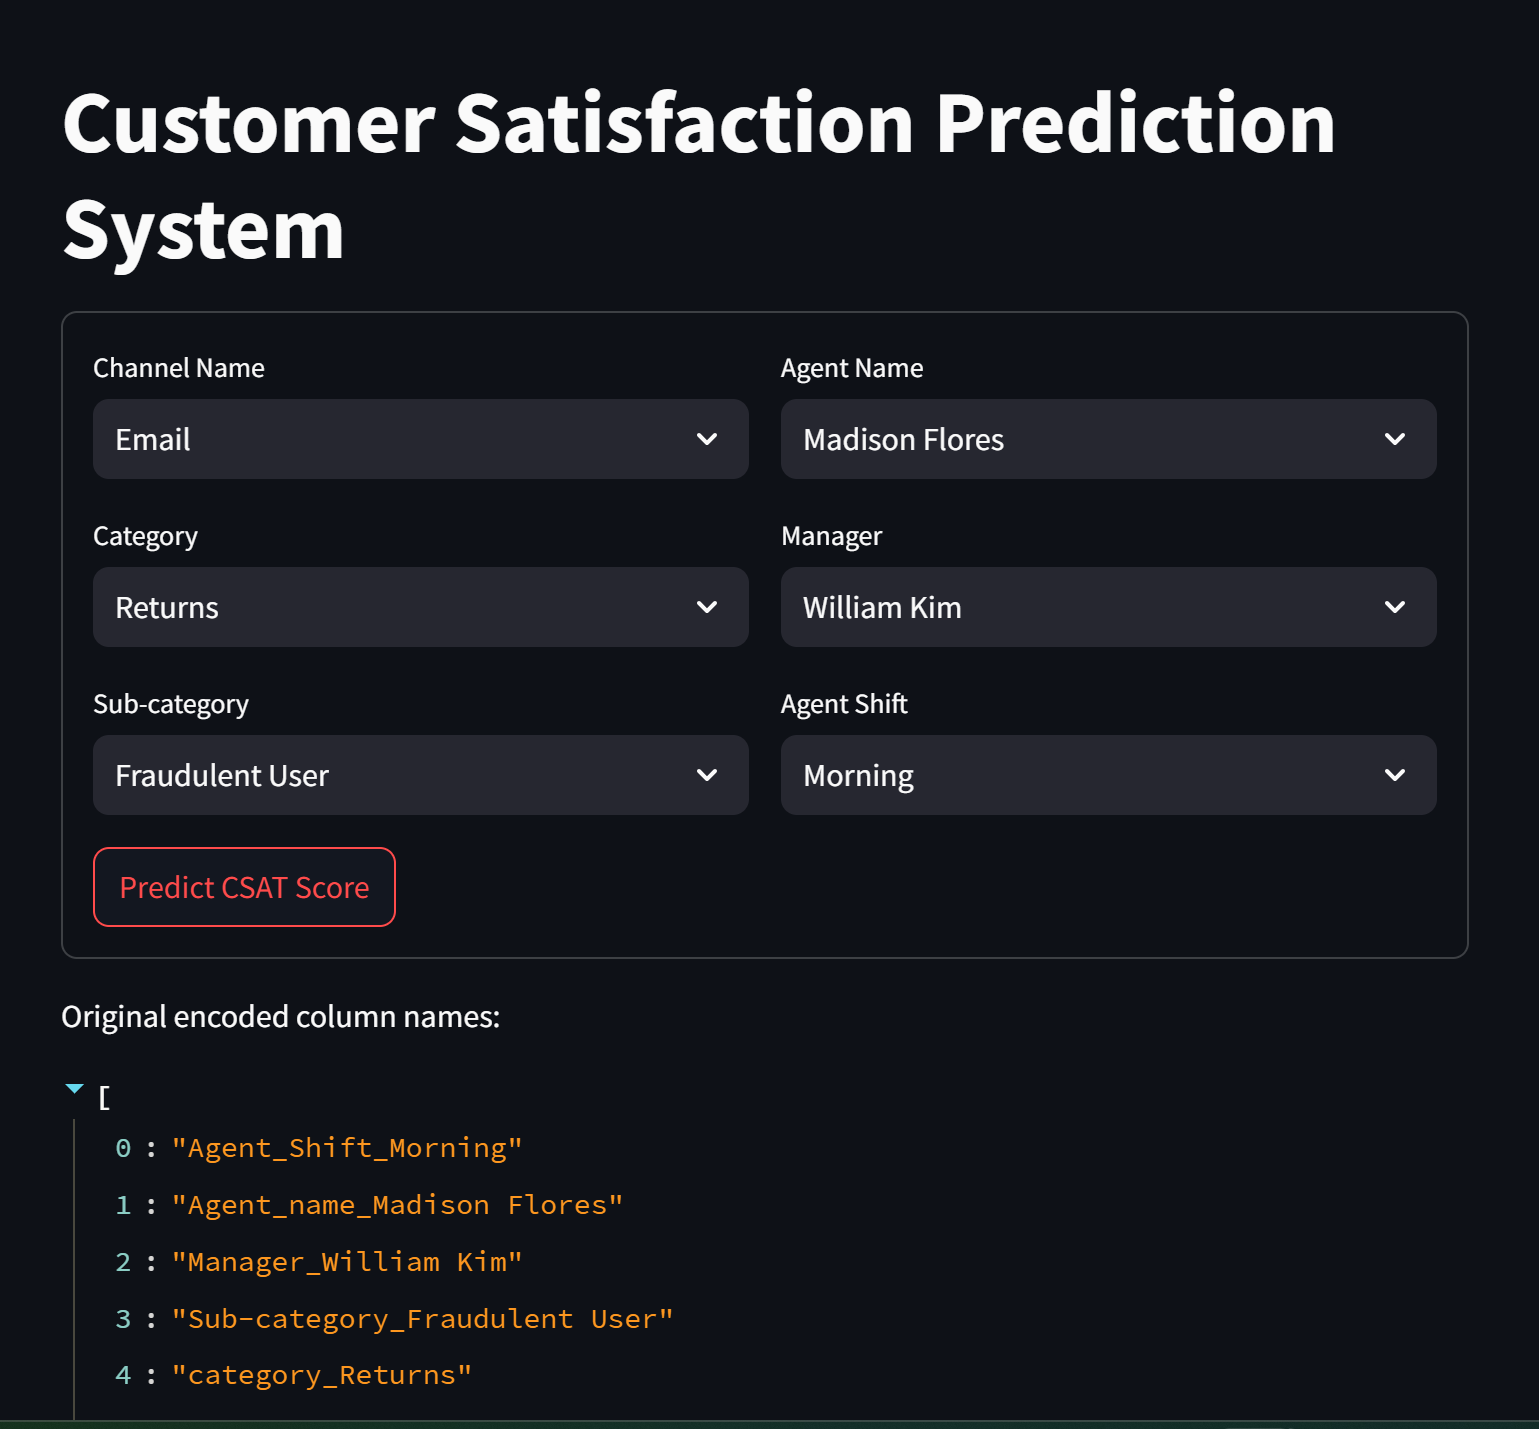 Customer Satisfaction Prediction
System
Channel Name
Email
Agent Name
Madison Flores
Category
Returns
Manager
William Kim
Sub-category
Fraudulent User
Agent Shift
Morning
Predict CSAT Score
Original encoded column names:
[
0 : "Agent_Shift_Morning"
1 : "Agent_name_Madison Flores"
2 : "Manager_William Kim"
3 : "Sub-category_Fraudulent User"
4 : "category_Returns"